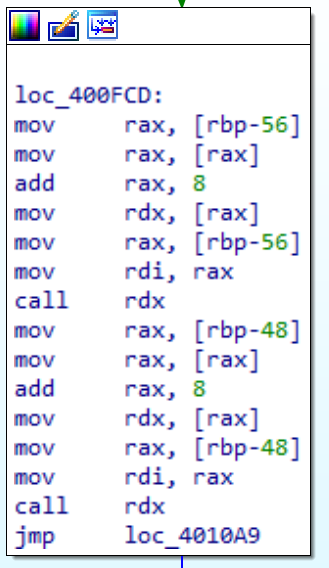 loc_400FCD:
mov rax, [rbp-56]
mov rax, [rax]
add rax, 8
mov rdx, [rax]
mov rax, [rbp-56]
mov rdi, rax
call rdx
mov rax, [rbp-48]
mov rax, [rax]
add rax, 8
mov rdx, [rax]
mov rax, [rbp-48]
mov rdi, rax
call rdx
jmp loc_4010A9